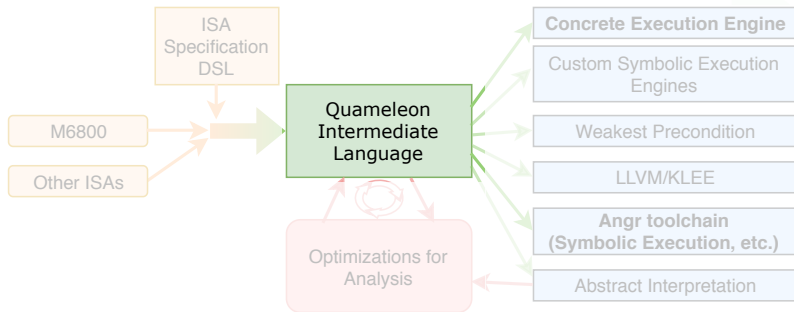 ISA
Specification
DSL
M6800
Other ISAs
Quameleon
Intermediate
Language
Optimizations for
Analysis
Concrete Execution Engine
Custom Symbolic Execution
Engines
Weakest Precondition
LLVM/KLEE
Angr toolchain
(Symbolic Execution, etc.)
Abstract Interpretation